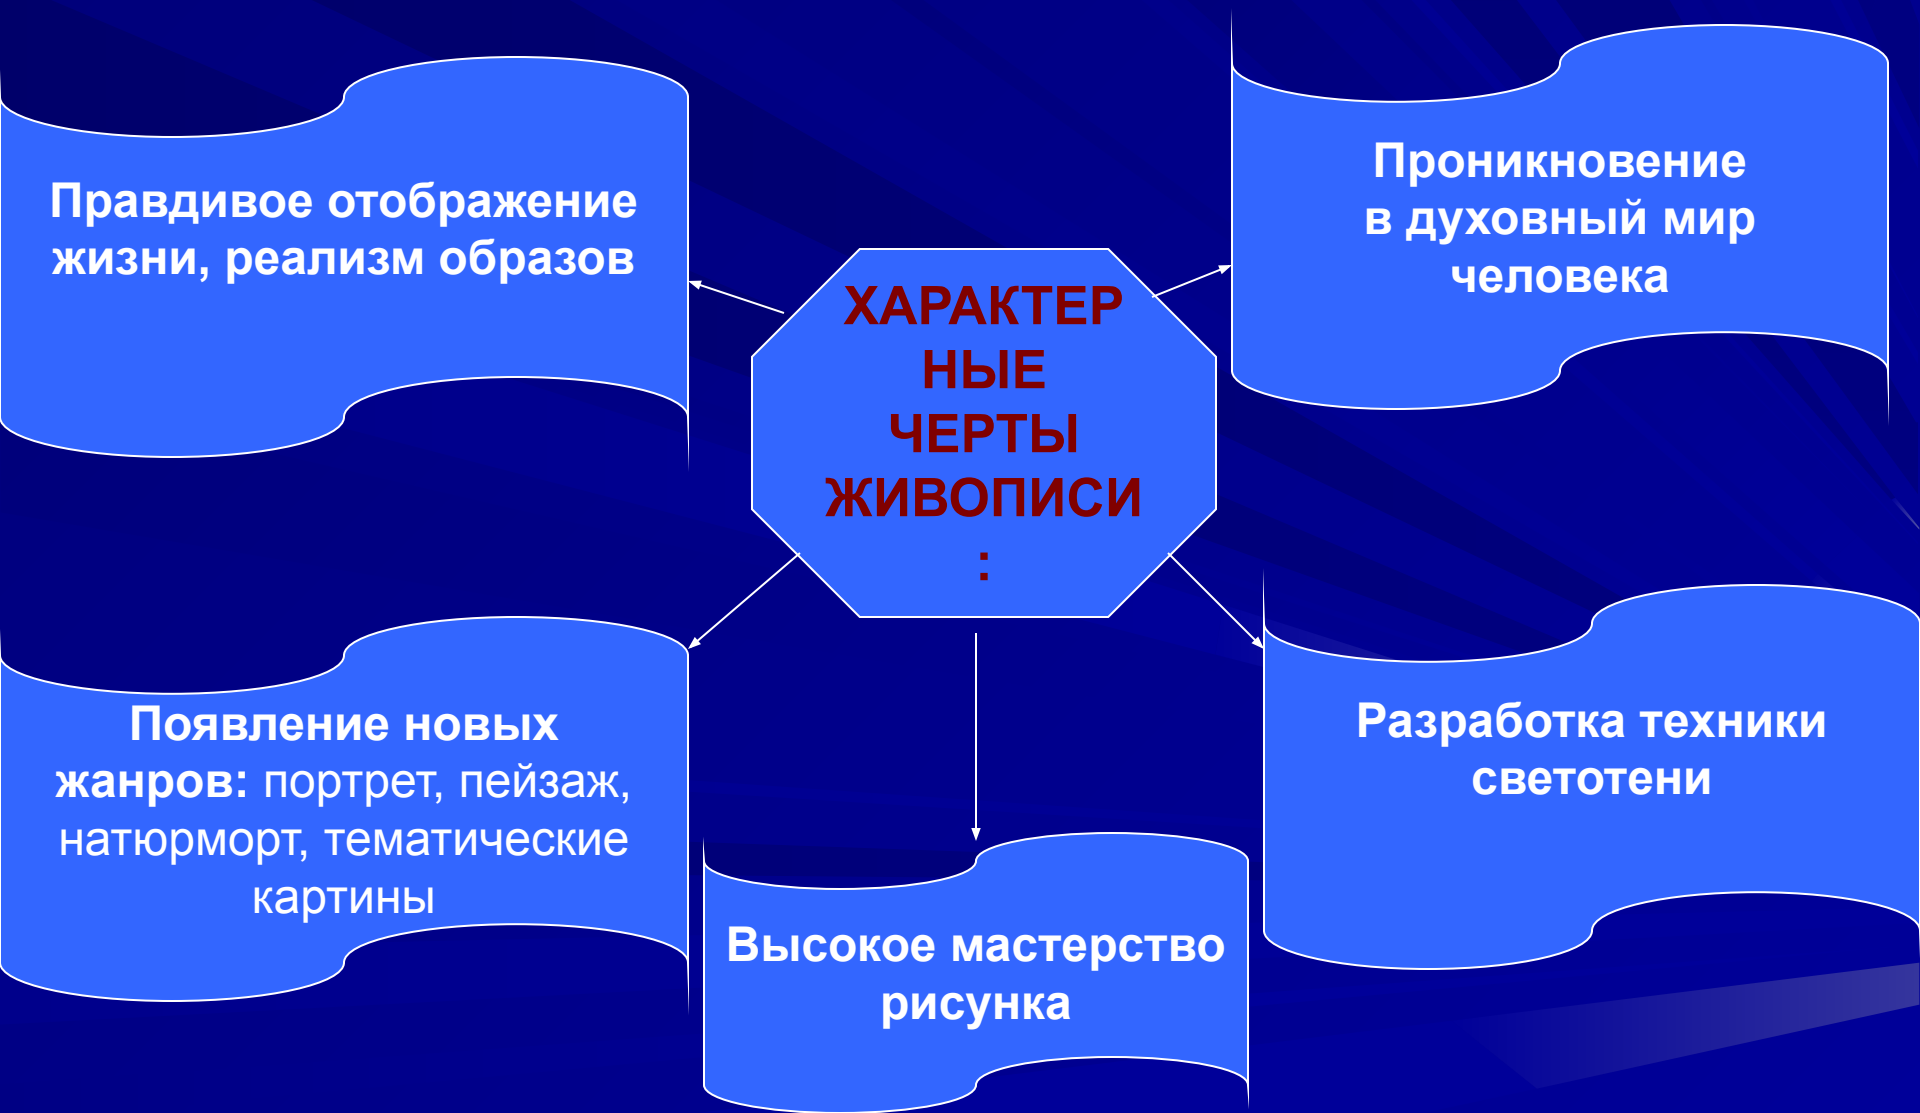 Правдивое отображение
жизни, реализм образов
Проникновение
в духовный мир
человека
ХАРАКТЕР
НЫЕ
ЧЕРТЫ
ЖИВОПИСИ
:
Появление новых
жанров: портрет, пейзаж,
натюрморт, тематические
картины
Высокое мастерство
рисунка
Разработка техники
светотени